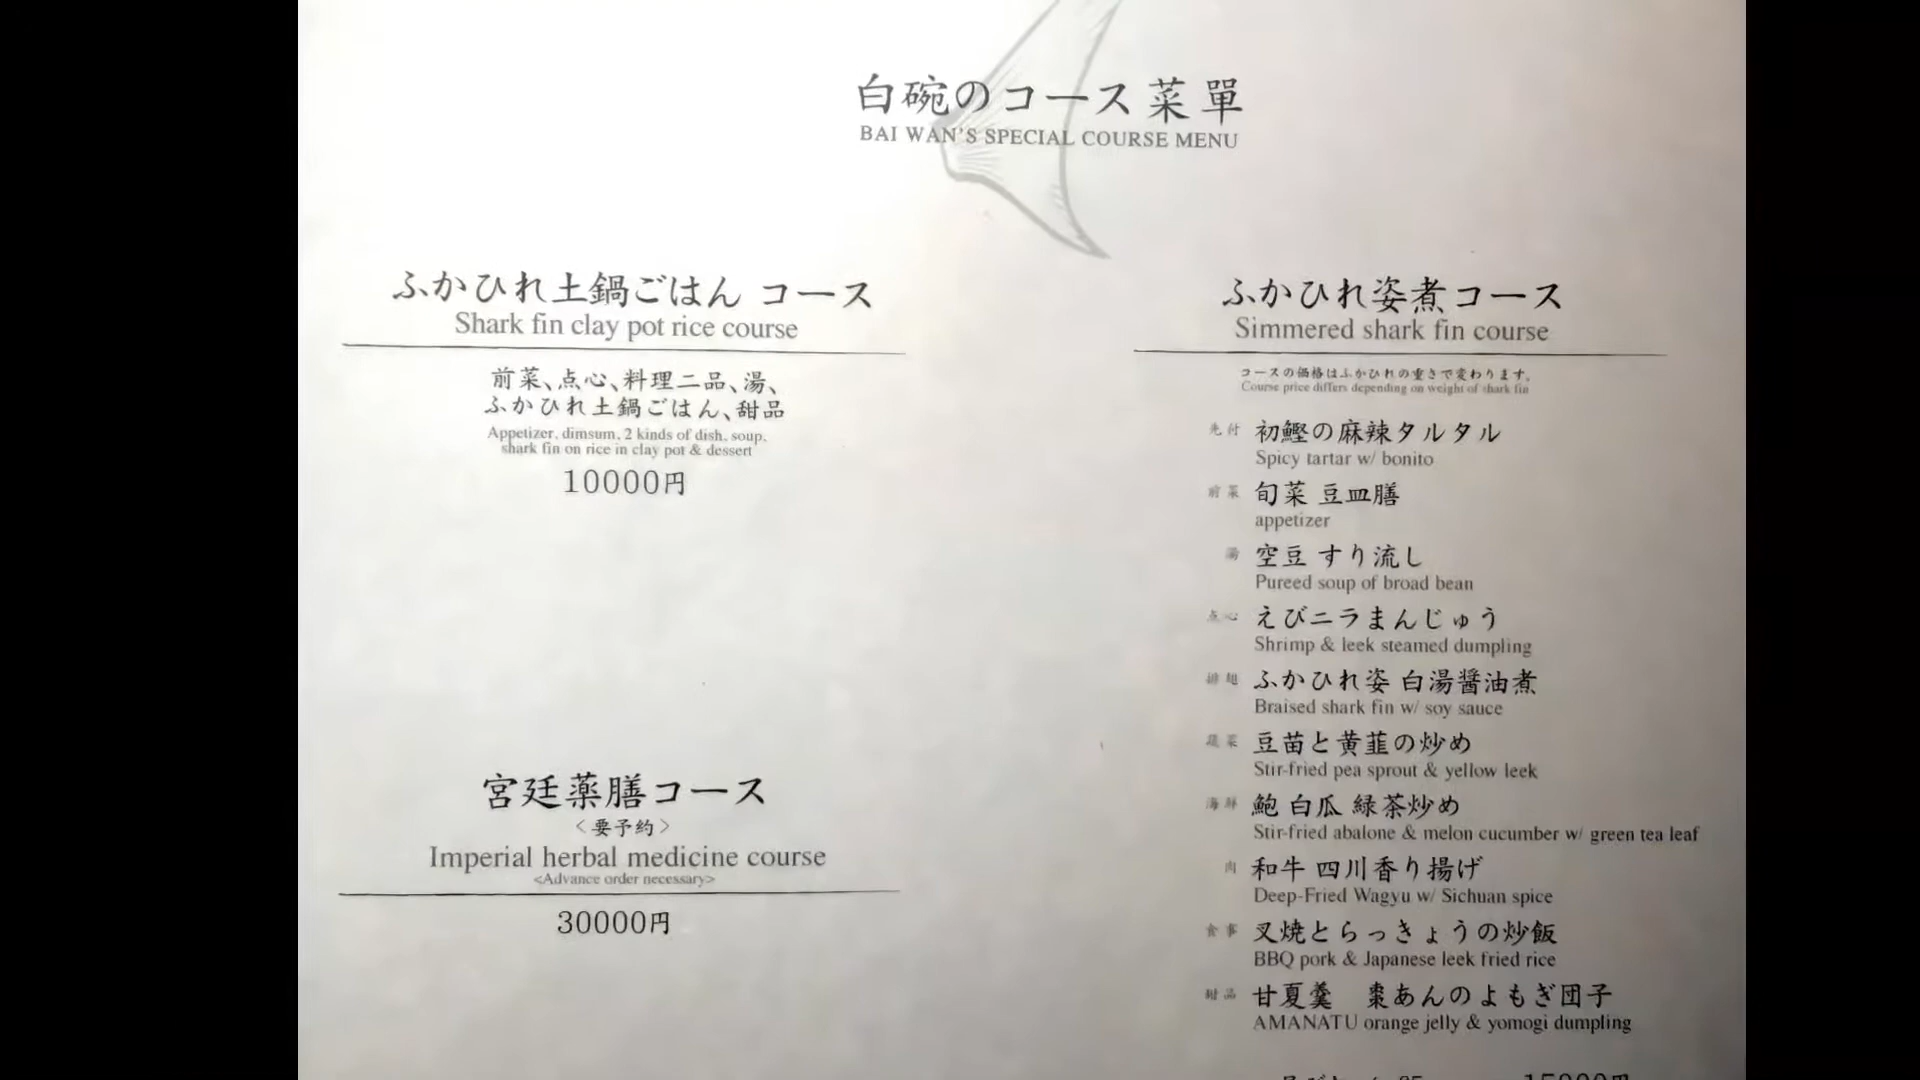 白碗のコース菜單
BAI WAN'S SPECIAL COURSE MENU
ふかひれ土鍋ごはん コース
Shark fin clay pot rice course
前菜、点心、料理二品、湯、
ふかひれ土鍋ごはん、甜品
Appetizer, dimsum, 2 kinds of dish, soup,
shark fin on rice in clay pot & dessert
10000円
宮廷薬膳コース
<要予約>
Imperial herbal medicine course
<Advance order necessary>
30000円
ふかひれ姿煮コース
Simmered shark fin course
コースの価格はふかひれの重さで変わります。
Course price differs depending on weight of shark fin
先付 初鰹の麻辣タルタル
Spicy tartar w/ bonito
前菜 旬菜 豆皿膳
appetizer
湯 空豆 すり流し
Pureed soup of broad bean
点心 えびニラまんじゅう
Shrimp & leek steamed dumpling
排翅 ふかひれ姿 白湯醤油煮
Braised shark fin w/ soy sauce
蔬菜 豆苗と黄韮の炒め
Stir-fried pea sprout & yellow leek
海鮮 鮑 白瓜 緑茶炒め
Stir-fried abalone & melon cucumber w/ green tea leaf
肉 和牛 四川香り揚げ
Deep-Fried Wagyu w/ Sichuan spice
食事 叉焼とらっきょうの炒飯
BBQ pork & Japanese leek fried rice
甜品 甘夏羹 棗あんのよもぎ団子
AMANATU orange jelly & yomogi dumpling